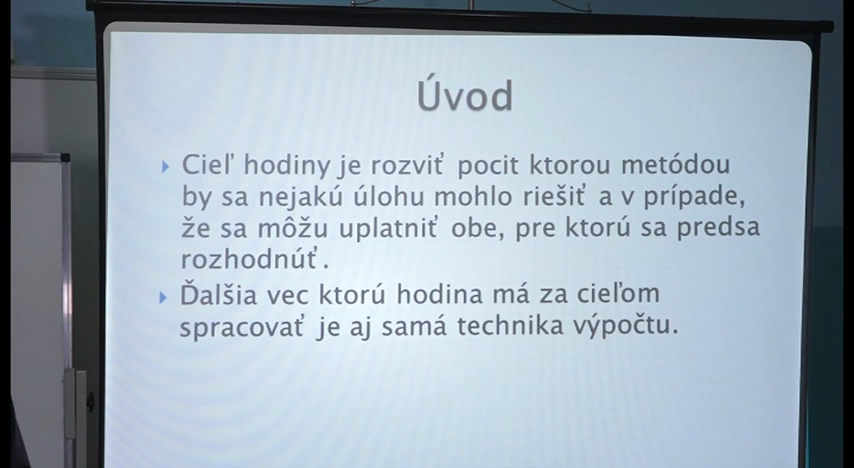 Úvod
Cieľ hodiny je rozviť pocit ktorou metódou
by sa nejakú úlohu mohlo riešiť a v prípade,
že sa môžu uplatniť obe, pre ktorú sa predsa
rozhodnúť.
Ďalšia vec ktorú hodina má za cieľom
spracovať je aj samá technika výpočtu.